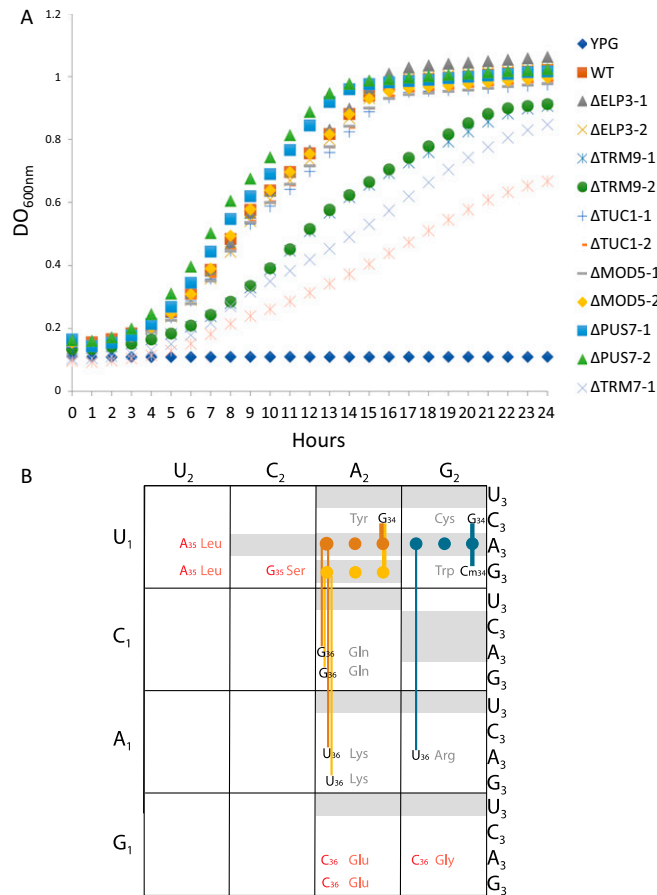 A
DO600nm
1.2
1
0.8
0.6
0.4
0.2
0
0 1 2 3 4 5 6 7 8 9 10 11 12 13 14 15 16 17 18 19 20 21 22 23 24
Hours
YPG
WT
ΔELP3-1
ΔELP3-2
ΔTRM9-1
ΔTRM9-2
ΔTUC1-1
ΔTUC1-2
ΔMOD5-1
ΔMOD5-2
ΔPUS7-1
ΔPUS7-2
ΔTRM7-1
B
U2 C2 A2 G2
U3
Tyr G34 Cys G34 C3
U1
A35 Leu A3
A35 Leu G35 Ser Trp Cm34 G3
U3
C1
C3
G36 Gln A3
G36 Gln G3
U3
A1
C3
U36 Lys U36 Arg A3
U36 Lys G3
U3
G1
C3
C36 Glu C36 Gly A3
C36 Glu G3